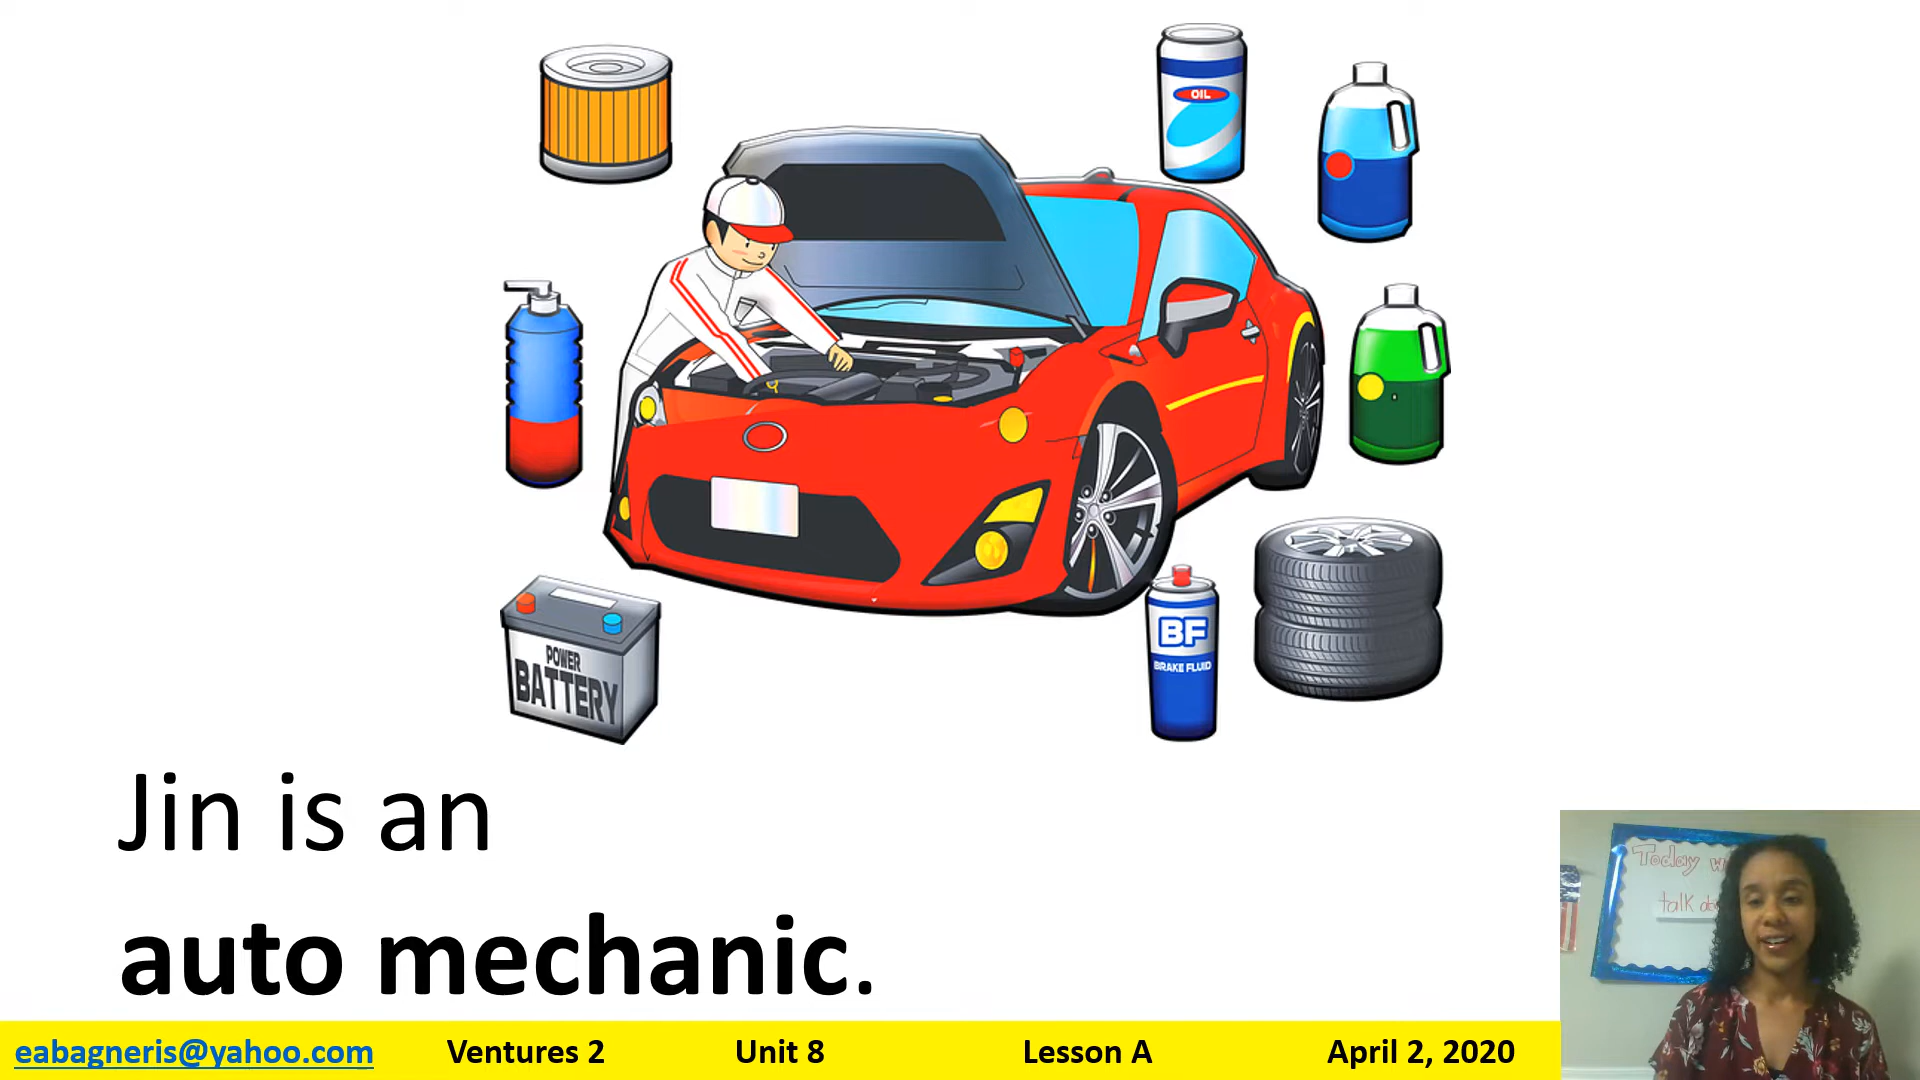 OIL
POWER
BATTERY
BF
BRAKE FLUID
Jin is an
auto mechanic.
Today
talk
eabagneris@yahoo.com Ventures 2 Unit 8 Lesson A April 2, 2020